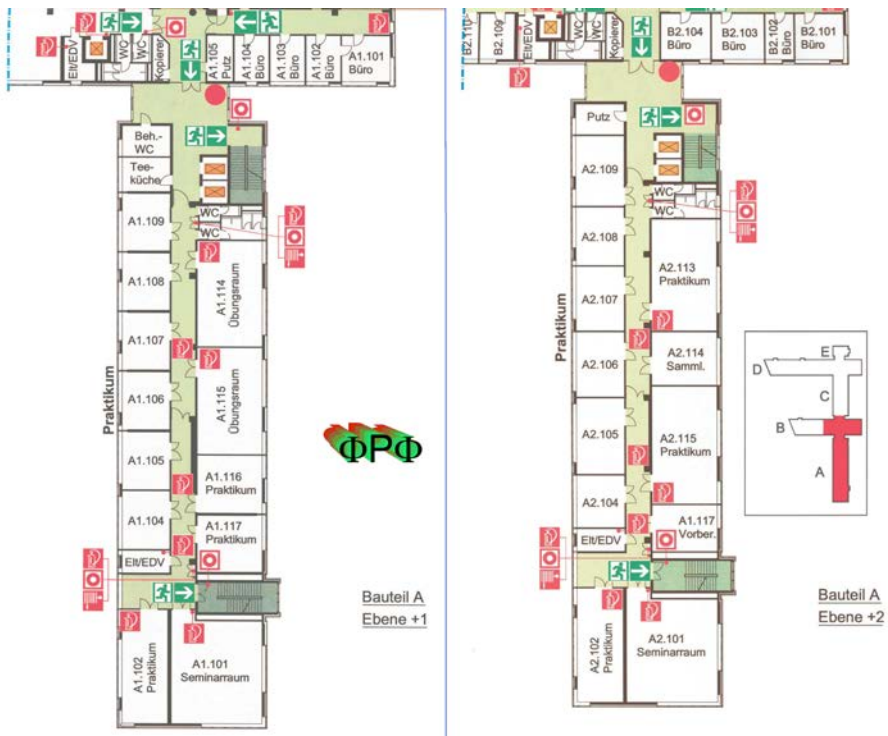 Elt/EDV
WC
WC
Kopierer
A1.105
Putz
A1.104
Büro
A1.103
Büro
A1.102
Büro
A1.101
Büro
Beh.-
WC
Tee-
küche
A1.109
A1.108
A1.107
A1.106
A1.105
A1.104
Elt/EDV
Praktikum
WC
WC
A1.114
Übungsraum
A1.115
Übungsraum
A1.116
Praktikum
A1.117
Praktikum
A1.102
Praktikum
A1.101
Seminarraum
Bauteil A
Ebene +1
ΦPΦ
B2.110
B2.109
Elt/EDV
WC
WC
Kopierer
B2.104
Büro
B2.103
Büro
B2.102
Büro
B2.101
Büro
Putz
A2.109
A2.108
A2.107
A2.106
A2.105
A2.104
Elt/EDV
Praktikum
WC
WC
A2.113
Praktikum
A2.114
Samml.
A2.115
Praktikum
A1.117
Vorber.
A2.102
Praktikum
A2.101
Seminarraum
E
D
C
B
A
Bauteil A
Ebene +2